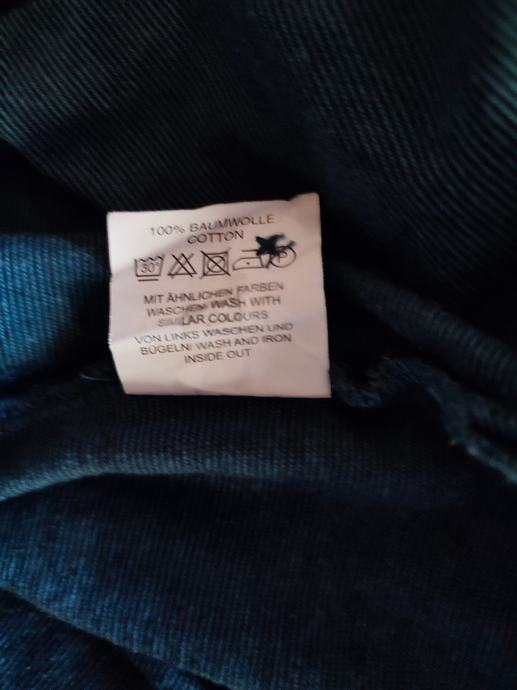 100% BAUMWOLLE
COTTON
30°
MIT ÄHNLICHEN FARBEN
WASCHEN/ WASH WITH
SIMILAR COLOURS
VON LINKS WASCHEN UND
BÜGELN/ WASH AND IRON
INSIDE OUT